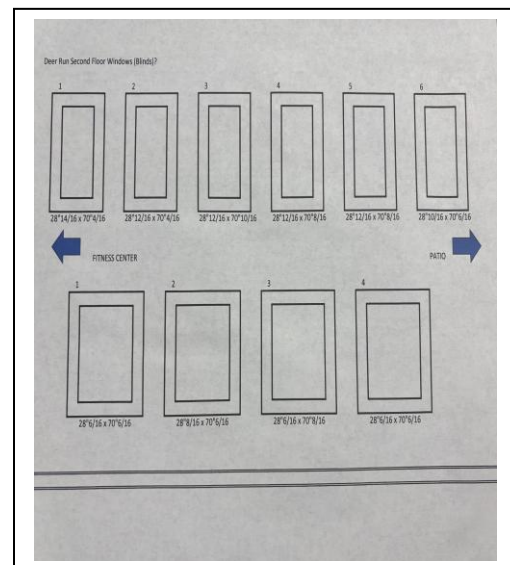 Deer Run Second Floor Windows (Blinds)?
1 2 3 4 5 6
28"14/16 x 70"4/16 28"12/16 x 70"4/16 28"12/16 x 70"10/16 28"12/16 x 70"8/16 28"12/16 x 70"8/16 28"10/16 x 70"6/16
FITNESS CENTER PATIO
1 2 3 4
28"6/16 x 70"6/16 28"8/16 x 70"6/16 28"6/16 x 70"8/16 28"6/16 x 70"6/16